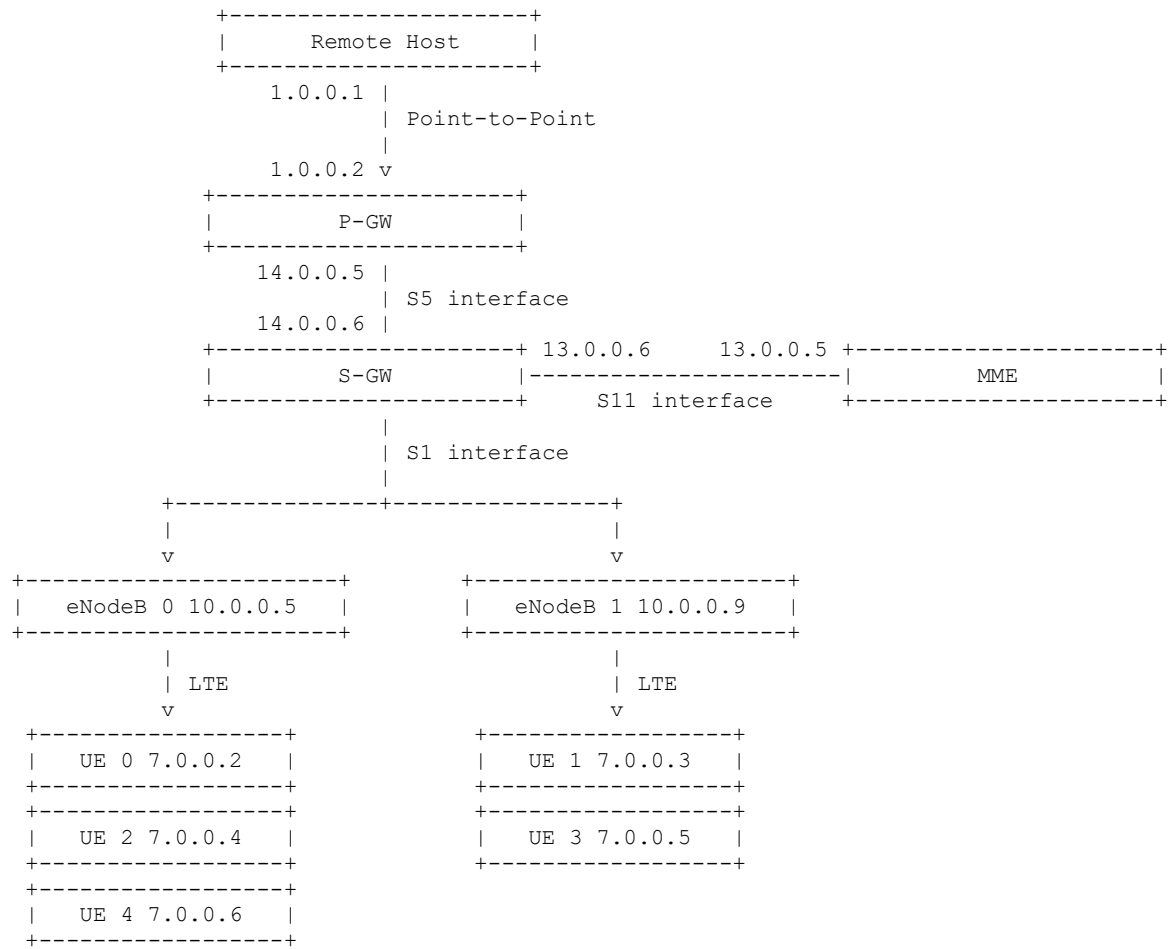 Remote Host
1.0.0.1
Point-to-Point
1.0.0.2
P-GW
14.0.0.5
S5 interface
14.0.0.6
13.0.0.6 13.0.0.5
S-GW MME
S11 interface
S1 interface
eNodeB 0 10.0.0.5 eNodeB 1 10.0.0.9
LTE LTE
UE 0 7.0.0.2 UE 1 7.0.0.3
UE 2 7.0.0.4 UE 3 7.0.0.5
UE 4 7.0.0.6